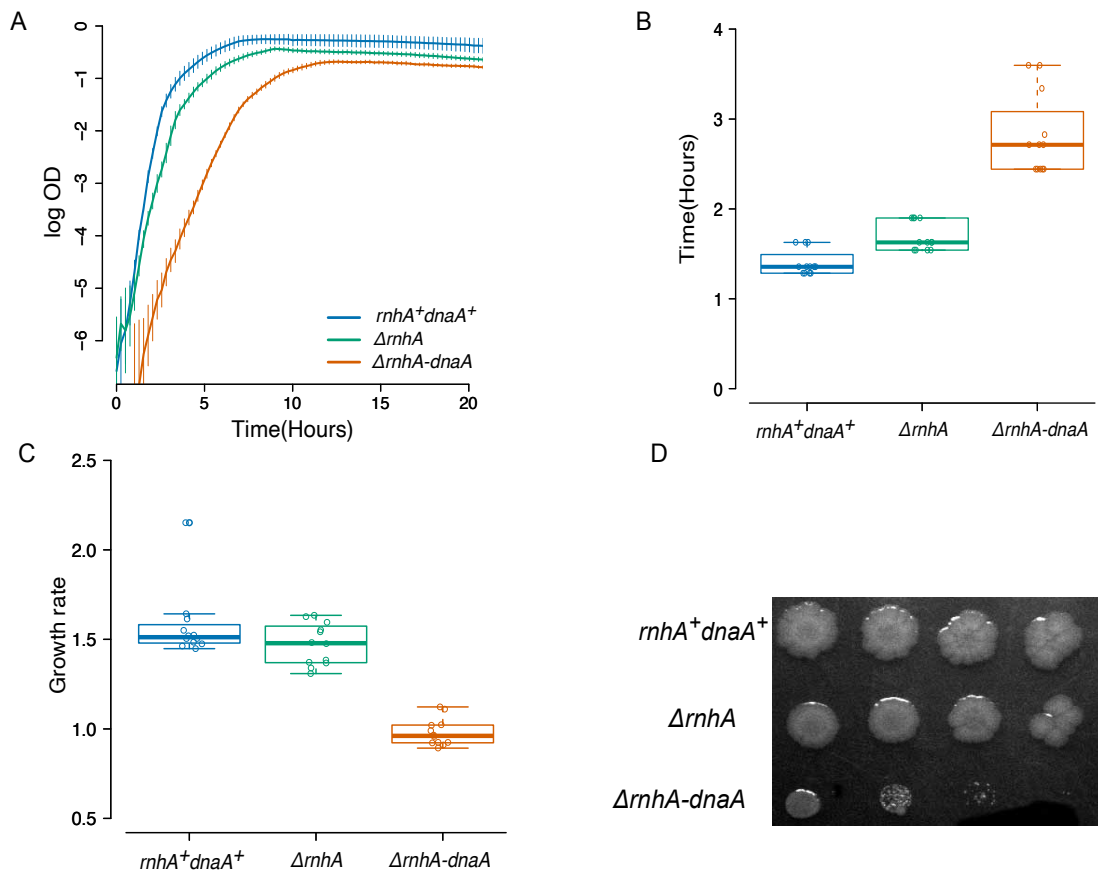 A
0
−1
−2
−3
−4
−5
−6
log OD
rnhA⁺dnaA⁺
ΔrnhA
ΔrnhA-dnaA
0 5 10 15 20
Time(Hours)
B
4
3
2
1
0
Time(Hours)
rnhA⁺dnaA⁺ ΔrnhA ΔrnhA-dnaA
C
2.5
2.0
1.5
1.0
0.5
Growth rate
rnhA⁺dnaA⁺ ΔrnhA ΔrnhA-dnaA
D
rnhA⁺dnaA⁺
ΔrnhA
ΔrnhA-dnaA